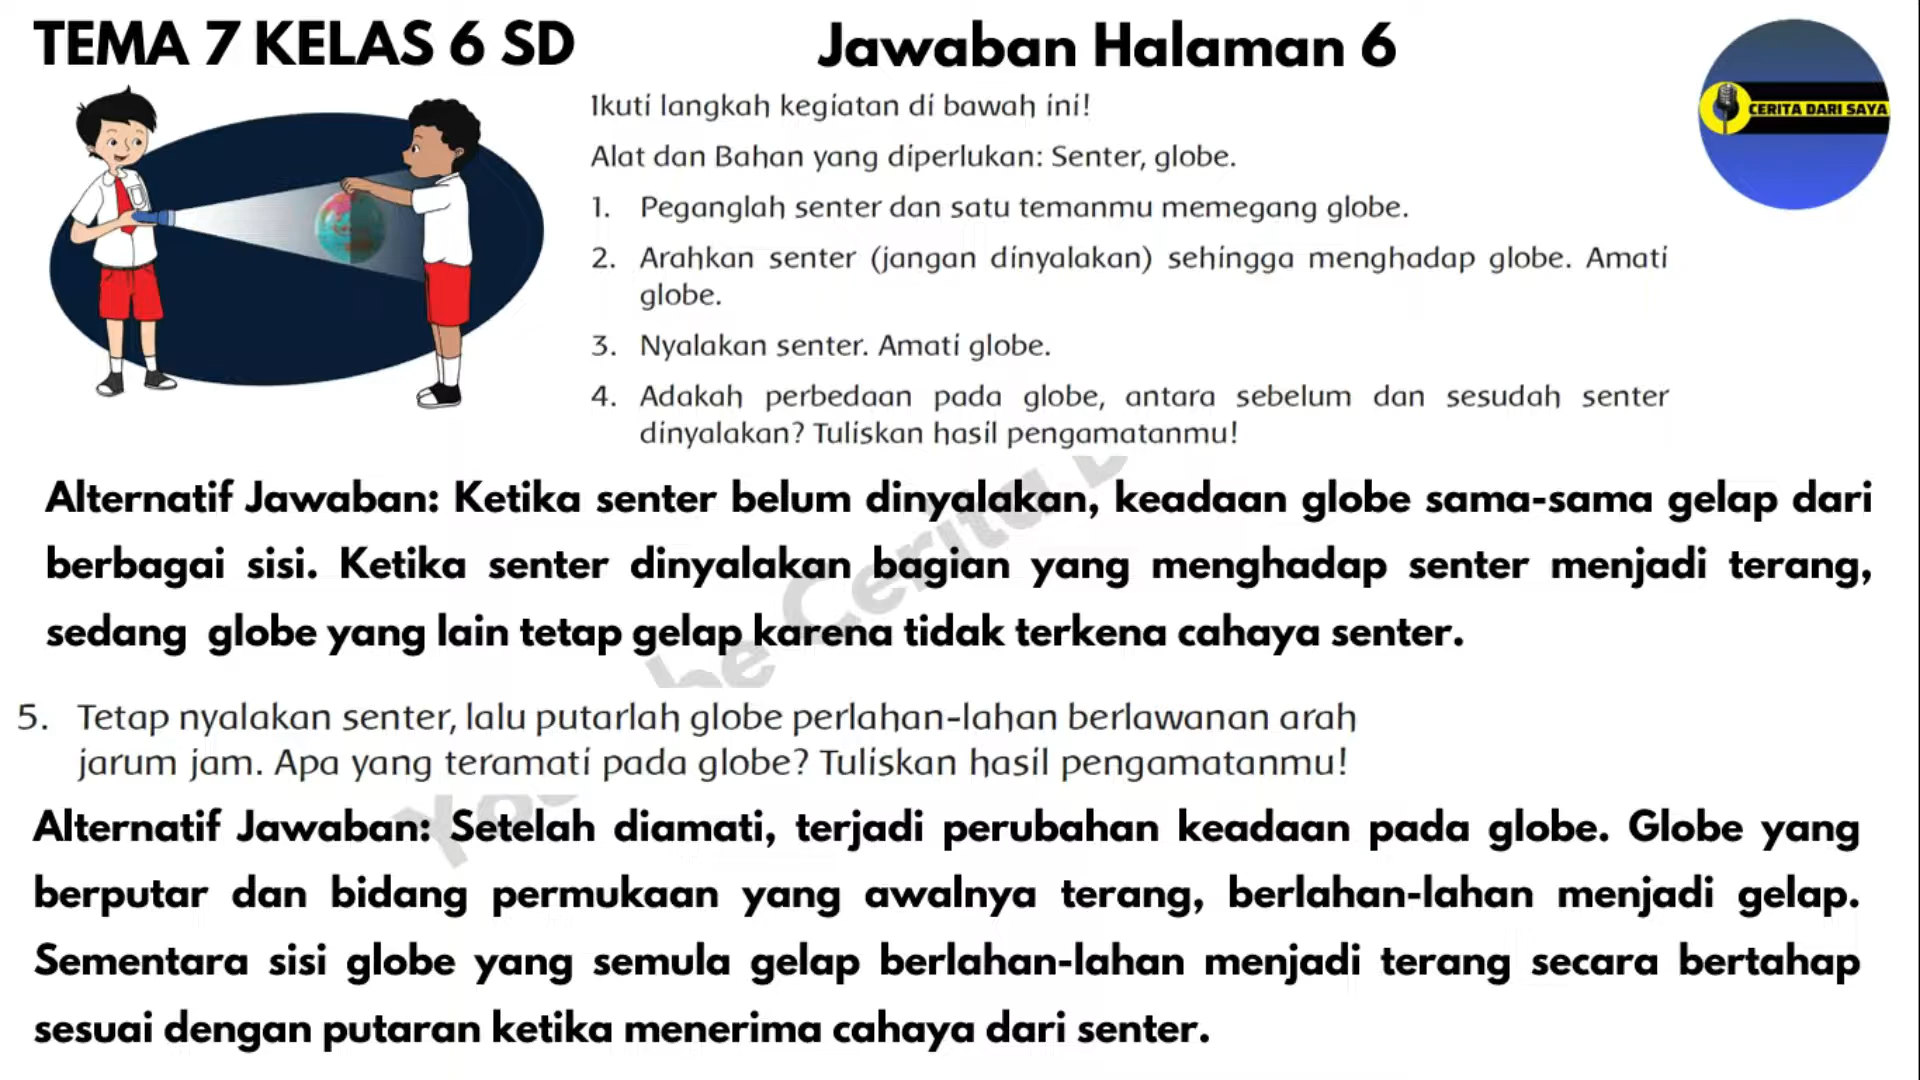 TEMA 7 KELAS 6 SD
Jawaban Halaman 6
CERITA DARI SAYA
Ikuti langkah kegiatan di bawah ini!
Alat dan Bahan yang diperlukan: Senter, globe.
1. Peganglah senter dan satu temanmu memegang globe.
2. Arahkan senter (jangan dinyalakan) sehingga menghadap globe. Amati
globe.
3. Nyalakan senter. Amati globe.
4. Adakah perbedaan pada globe, antara sebelum dan sesudah senter
dinyalakan? Tuliskan hasil pengamatanmu!
Alternatif Jawaban: Ketika senter belum dinyalakan, keadaan globe sama-sama gelap dari
berbagai sisi. Ketika senter dinyalakan bagian yang menghadap senter menjadi terang,
sedang globe yang lain tetap gelap karena tidak terkena cahaya senter.
5. Tetap nyalakan senter, lalu putarlah globe perlahan-lahan berlawanan arah
jarum jam. Apa yang teramati pada globe? Tuliskan hasil pengamatanmu!
Alternatif Jawaban: Setelah diamati, terjadi perubahan keadaan pada globe. Globe yang
berputar dan bidang permukaan yang awalnya terang, berlahan-lahan menjadi gelap.
Sementara sisi globe yang semula gelap berlahan-lahan menjadi terang secara bertahap
sesuai dengan putaran ketika menerima cahaya dari senter.